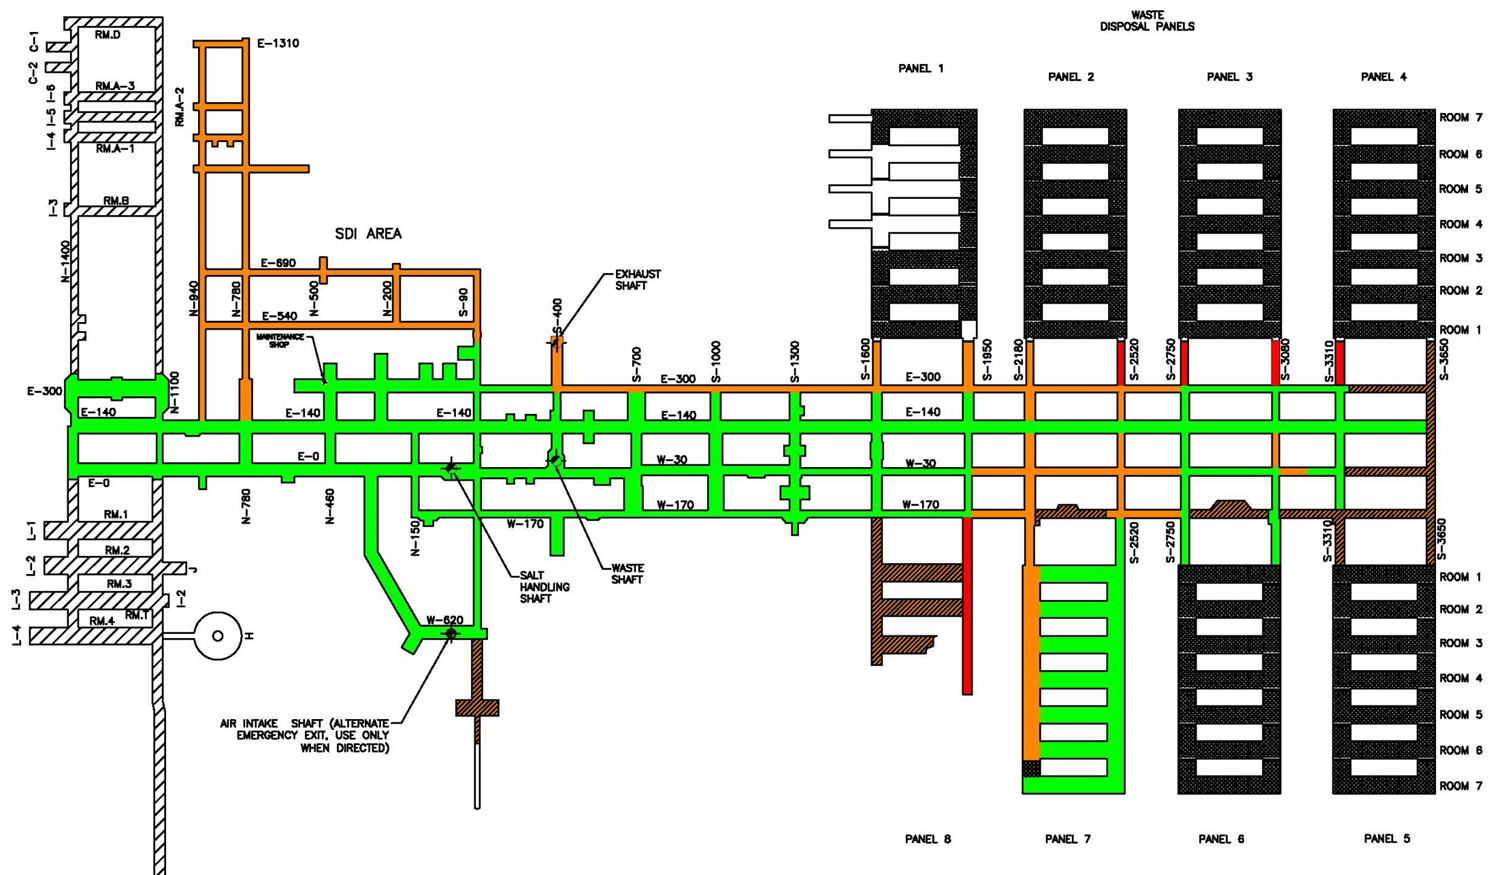 WASTE
DISPOSAL PANELS
PANEL 1
PANEL 2
PANEL 3
PANEL 4
RM.D
C-1
C-2
E-1310
RM.A-3
I-6
I-5
I-4
RM.A-2
RM.A-1
RM.B
I-3
N-1400
ROOM 7
ROOM 6
ROOM 5
ROOM 4
ROOM 3
ROOM 2
ROOM 1
SDI AREA
E-690
N-940
N-780
N-500
N-200
S-90
E-540
EXHAUST
SHAFT
S-400
MAINTENANCE
SHOP
S-700
S-1000
S-1300
S-1600
S-1950
S-2180
S-2520
S-2750
S-3080
S-3310
S-3650
E-300
N-1100
E-300
E-300
E-140
E-140
E-140
E-140
E-140
E-0
W-30
W-30
E-0
N-780
N-460
N-150
W-170
W-170
W-170
S-2520
S-2750
S-3310
S-3650
RM.1
L-1
RM.2
L-2
J
RM.3
L-3
RM.T
I-2
RM.4
L-4
H
SALT
HANDLING
SHAFT
WASTE
SHAFT
W-620
AIR INTAKE SHAFT (ALTERNATE
EMERGENCY EXIT, USE ONLY
WHEN DIRECTED)
ROOM 1
ROOM 2
ROOM 3
ROOM 4
ROOM 5
ROOM 6
ROOM 7
PANEL 8
PANEL 7
PANEL 6
PANEL 5